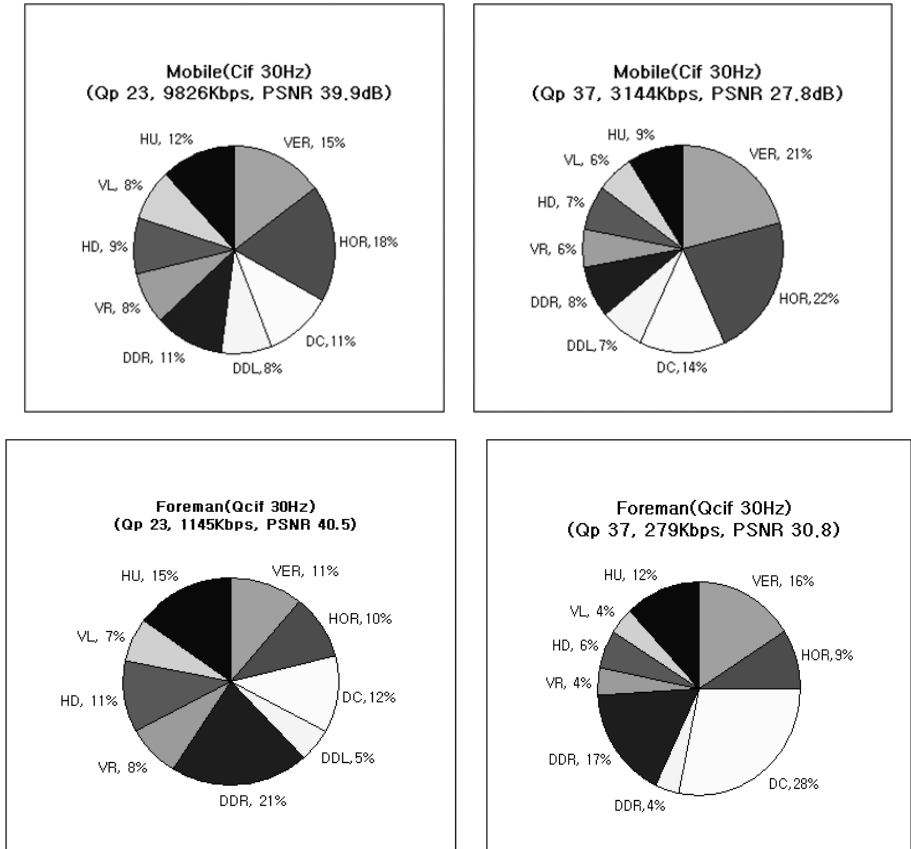 Mobile(Cif 30Hz)
(Qp 23, 9826Kbps, PSNR 39.9dB)
HU, 12%
VER, 15%
VL, 8%
HD, 9%
HOR,18%
VR, 8%
DC,11%
DDR, 11%
DDL,8%
Mobile(Cif 30Hz)
(Qp 37, 3144Kbps, PSNR 27.8dB)
HU, 9%
VER, 21%
VL, 6%
HD, 7%
VR, 6%
DDR, 8%
HOR,22%
DDL,7%
DC,14%
Foreman(Qcif 30Hz)
(Qp 23, 1145Kbps, PSNR 40.5)
HU, 15%
VER, 11%
HOR,10%
VL, 7%
HD, 11%
DC,12%
DDL,5%
VR, 8%
DDR, 21%
Foreman(Qcif 30Hz)
(Qp 37, 279Kbps, PSNR 30.8)
HU, 12%
VER, 16%
VL, 4%
HD, 6%
HOR,9%
VR, 4%
DDR, 17%
DC,28%
DDR,4%